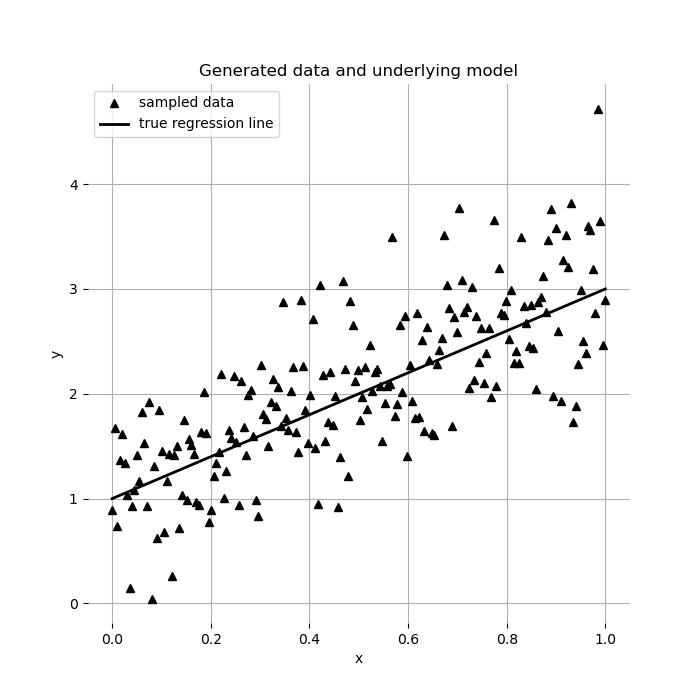 Generated data and underlying model
sampled data
true regression line
4
3
2
1
0
y
0.0 0.2 0.4 0.6 0.8 1.0
x